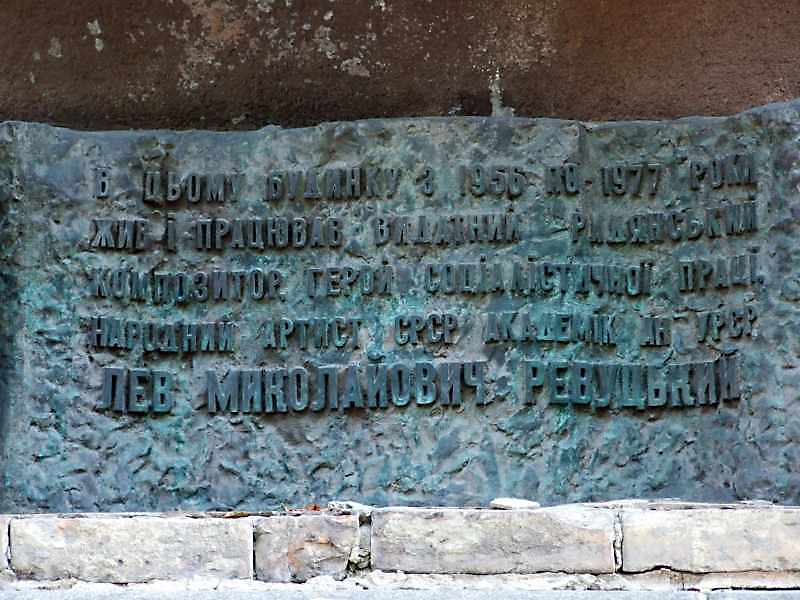 В ЦЬОМУ БУДИНКУ З 1956 ПО 1977 РОКИ
ЖИВ І ПРАЦЮВАВ ВИДАТНИЙ РАДЯНСЬКИЙ
КОМПОЗИТОР, ГЕРОЙ СОЦІАЛІСТИЧНОЇ ПРАЦІ,
НАРОДНИЙ АРТИСТ СРСР, АКАДЕМІК АН УРСР
ЛЕВ МИКОЛАЙОВИЧ РЕВУЦЬКИЙ